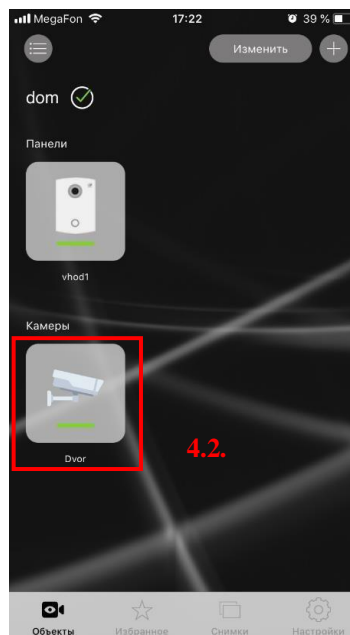 MegaFon 17:22 39 %
Изменить
dom
Панели
vhod1
Камеры
4.2.
Dvor
Объекты Избранное Снимки Настройки